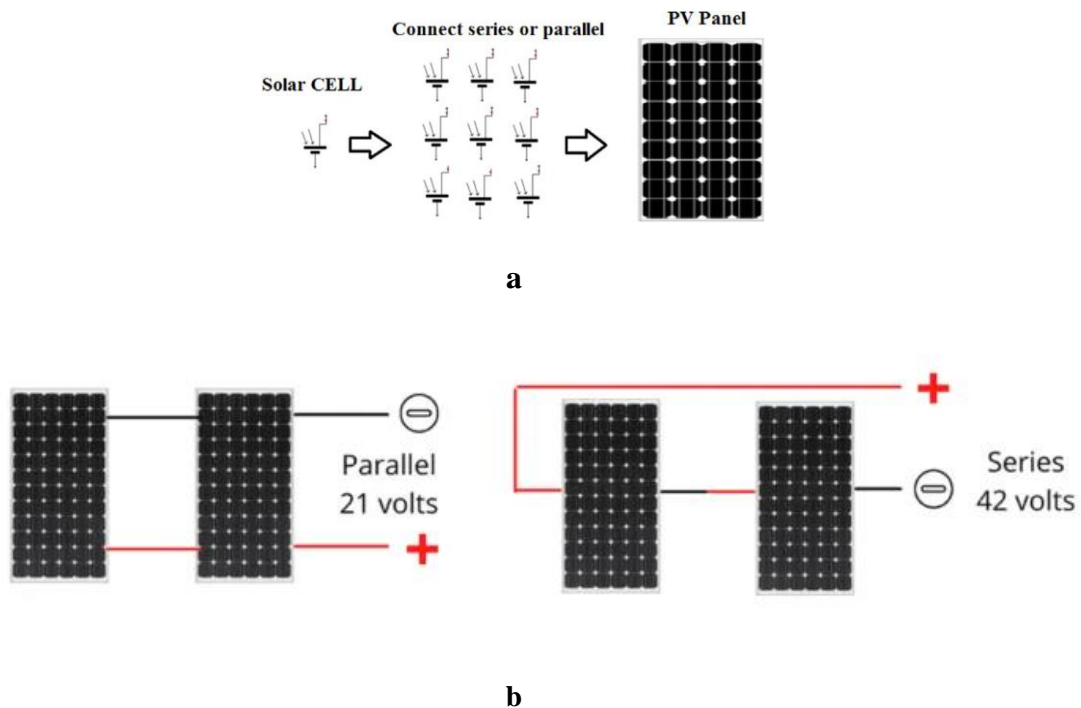 PV Panel
Connect series or parallel
Solar CELL
a
Parallel
21 volts
Series
42 volts
b